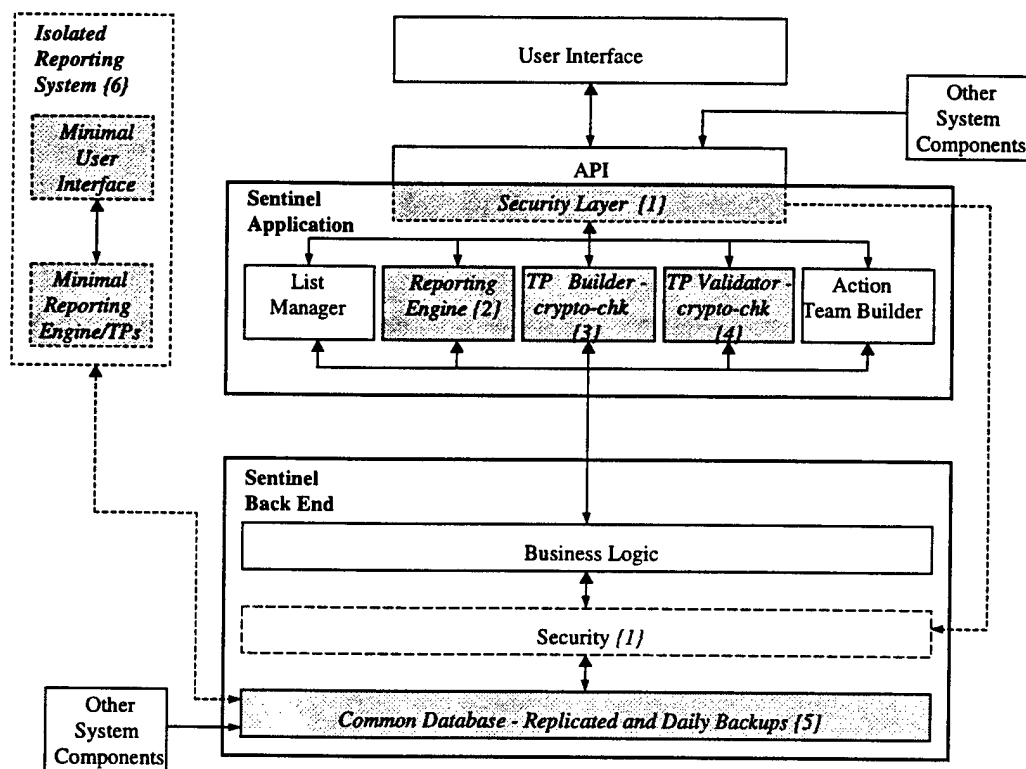 Isolated
Reporting
System {6}
Minimal
User
Interface
Minimal
Reporting
Engine/TPs
User Interface
Other
System
Components
API
Security Layer {1}
Sentinel
Application
List
Manager
Reporting
Engine {2}
TP Builder -
crypto-chk
{3}
TP Validator -
crypto-chk
{4}
Action
Team Builder
Sentinel
Back End
Business Logic
Security {1}
Common Database - Replicated and Daily Backups {5}
Other
System
Components